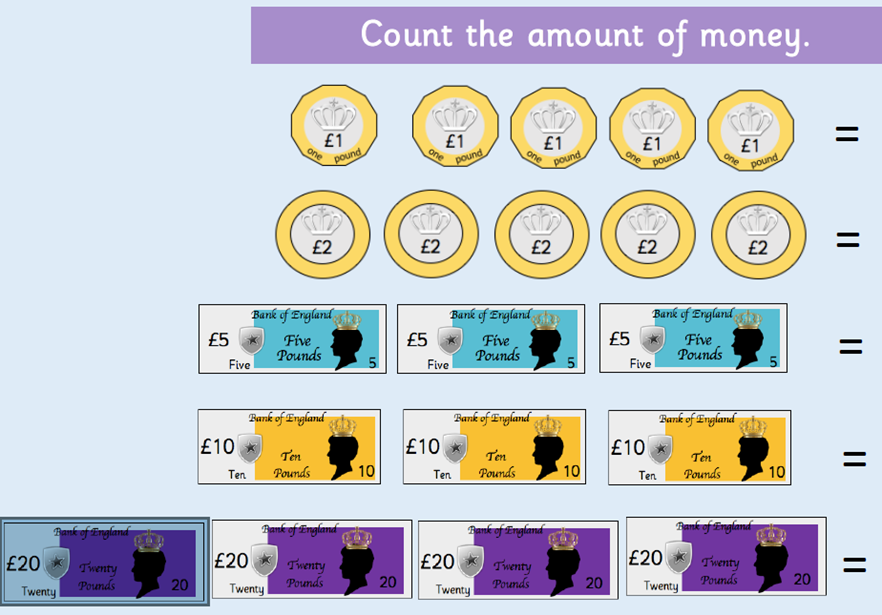 Count the amount of money.
£1 £1 £1 £1 £1 =
one pound one pound one pound one pound one pound
£2 £2 £2 £2 £2 =
Bank of England Bank of England Bank of England
£5 Five £5 Five £5 Five =
Pounds Pounds Pounds
Five 5 Five 5 Five 5
Bank of England Bank of England Bank of England
£10 Ten £10 Ten £10 Ten =
Ten Pounds 10 Ten Pounds 10 Ten Pounds 10
Bank of England Bank of England Bank of England Bank of England
£20 Twenty £20 Twenty £20 Twenty £20 Twenty =
Pounds 20 Pounds 20 Pounds 20 Pounds 20
Twenty Twenty Twenty Twenty